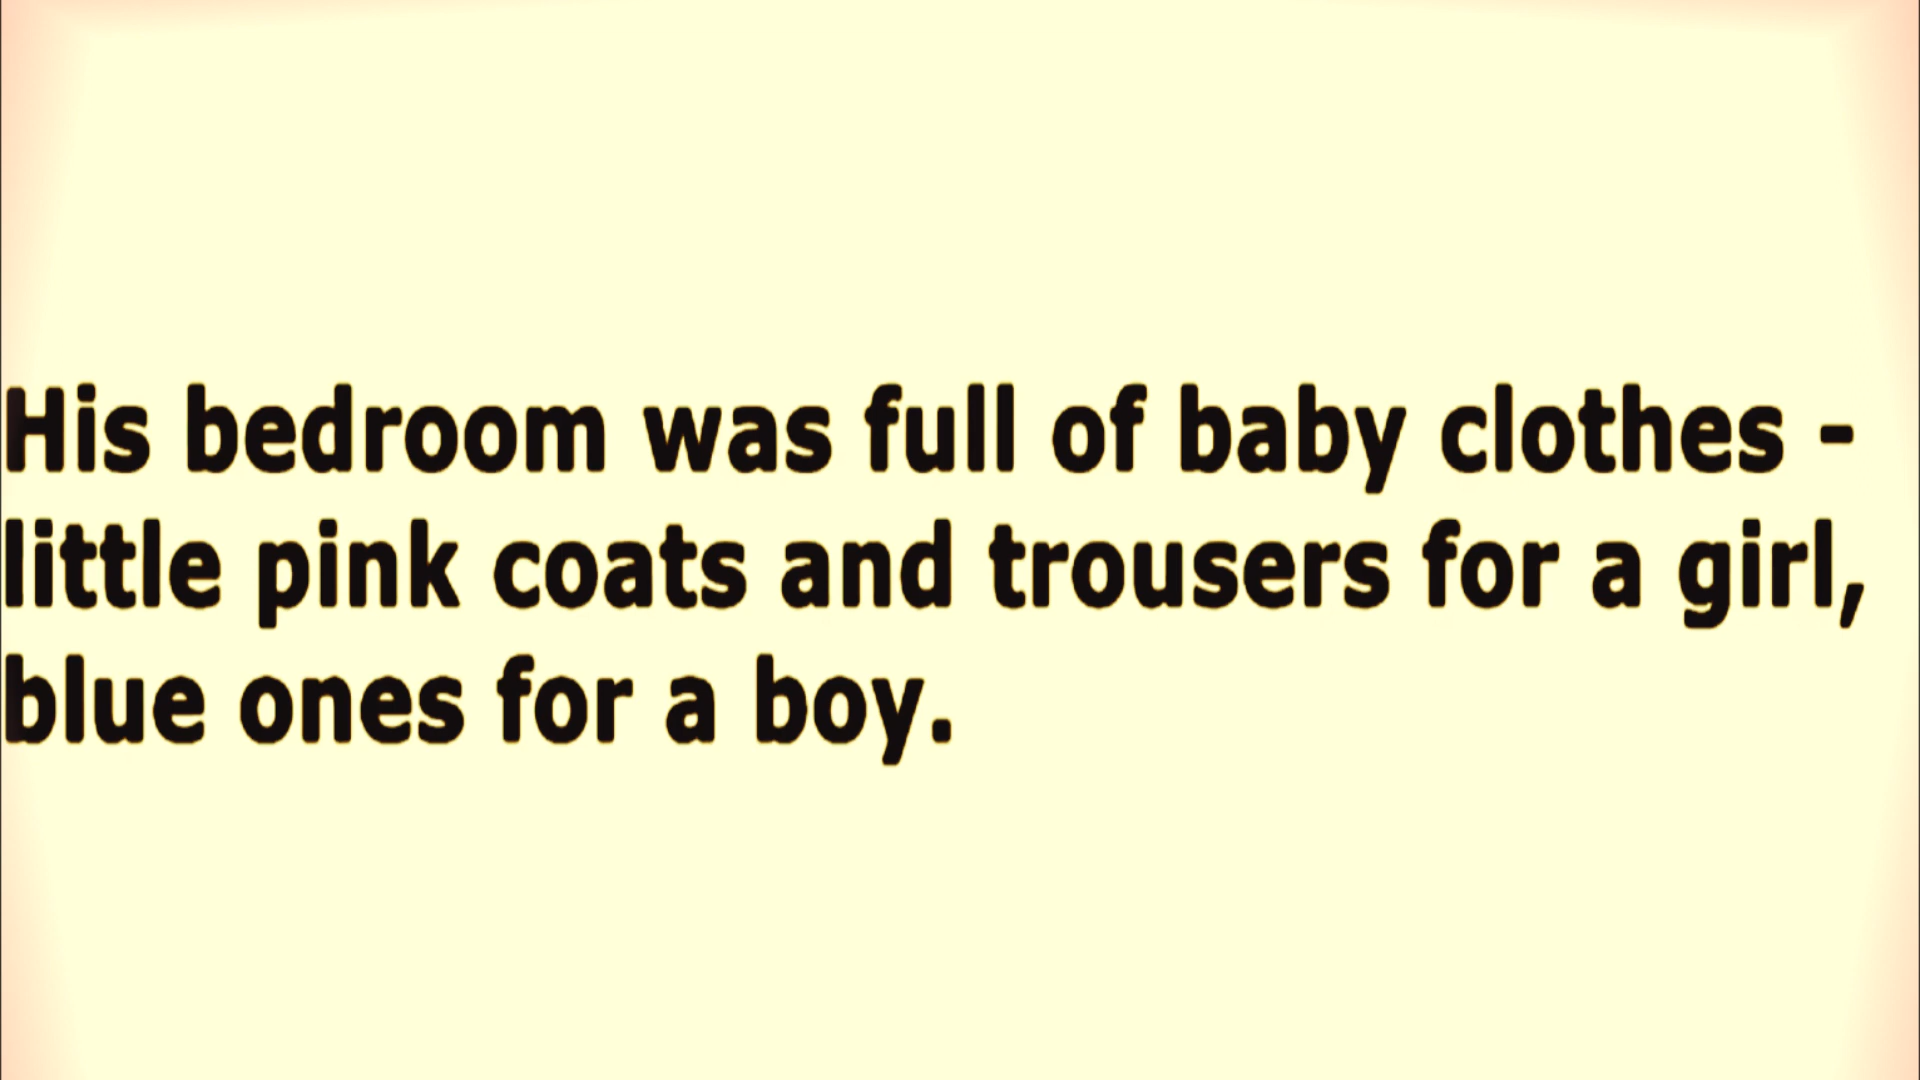 His bedroom was full of baby clothes -
little pink coats and trousers for a girl,
blue ones for a boy.